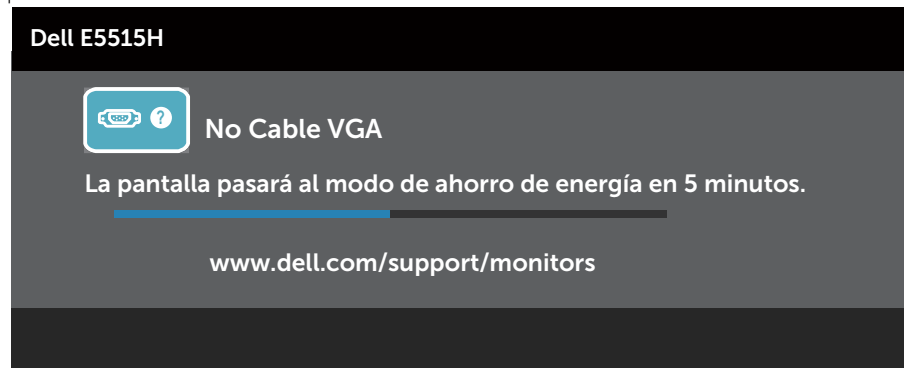 Dell E5515H
?
No Cable VGA
La pantalla pasará al modo de ahorro de energía en 5 minutos.
www.dell.com/support/monitors